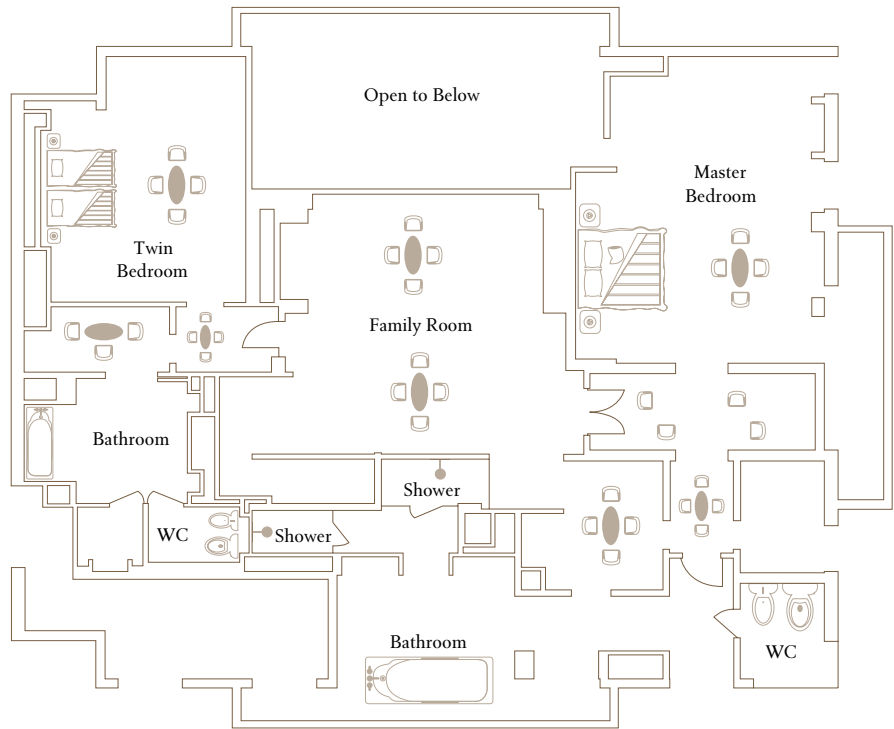 Open to Below
Master
Bedroom
Twin
Bedroom
Family Room
Bathroom
Shower
WC
Shower
Bathroom
WC